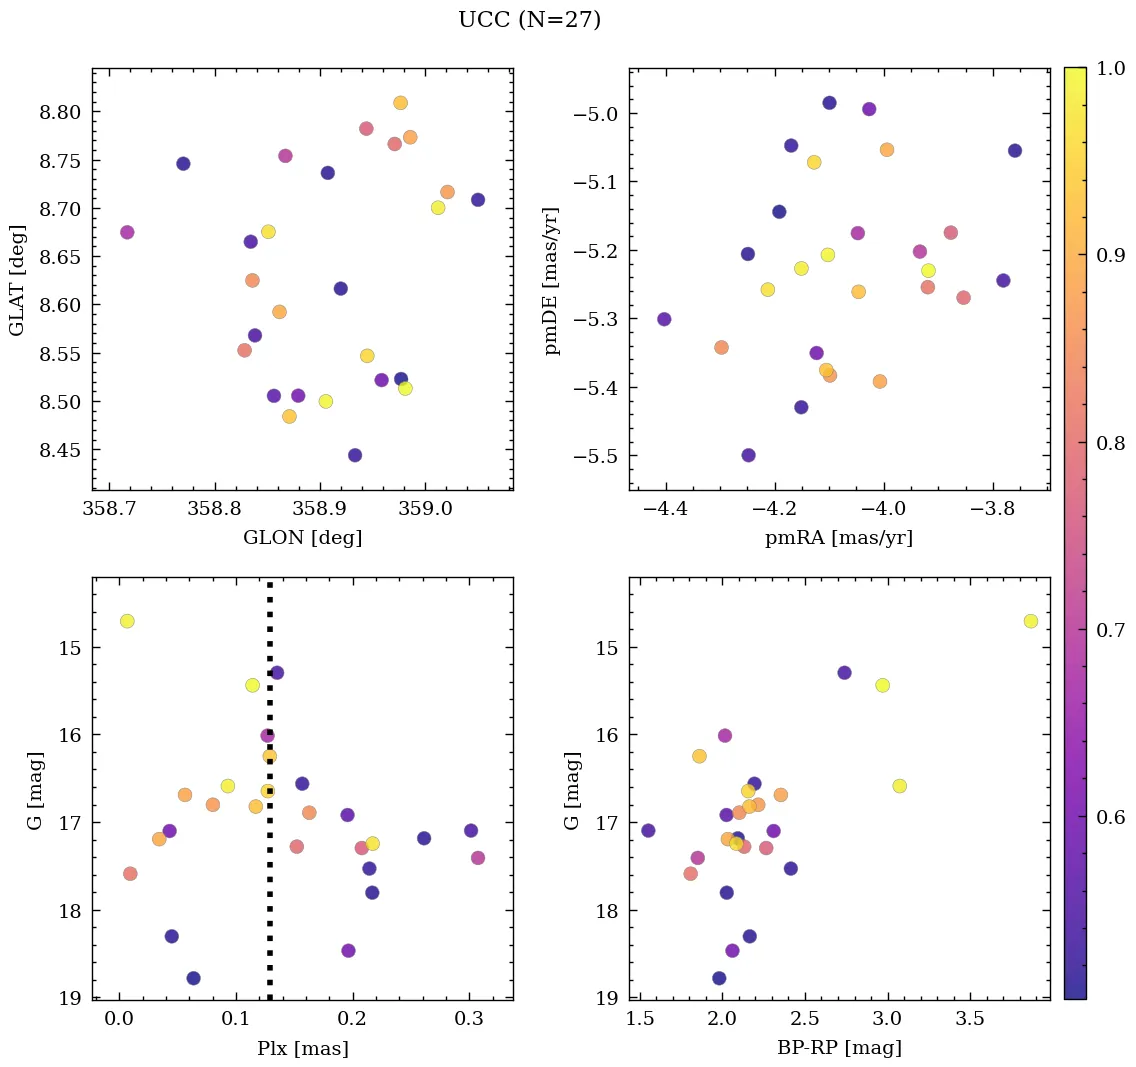 UCC (N=27)
8.80
8.75
8.70
8.65
8.60
8.55
8.50
8.45
GLAT [deg]
358.7 358.8 358.9 359.0
GLON [deg]
−5.0
−5.1
−5.2
−5.3
−5.4
−5.5
pmDE [mas/yr]
−4.4 −4.2 −4.0 −3.8
pmRA [mas/yr]
15
16
17
18
19
G [mag]
0.0 0.1 0.2 0.3
Plx [mas]
15
16
17
18
19
G [mag]
1.5 2.0 2.5 3.0 3.5
BP-RP [mag]
1.0
0.9
0.8
0.7
0.6